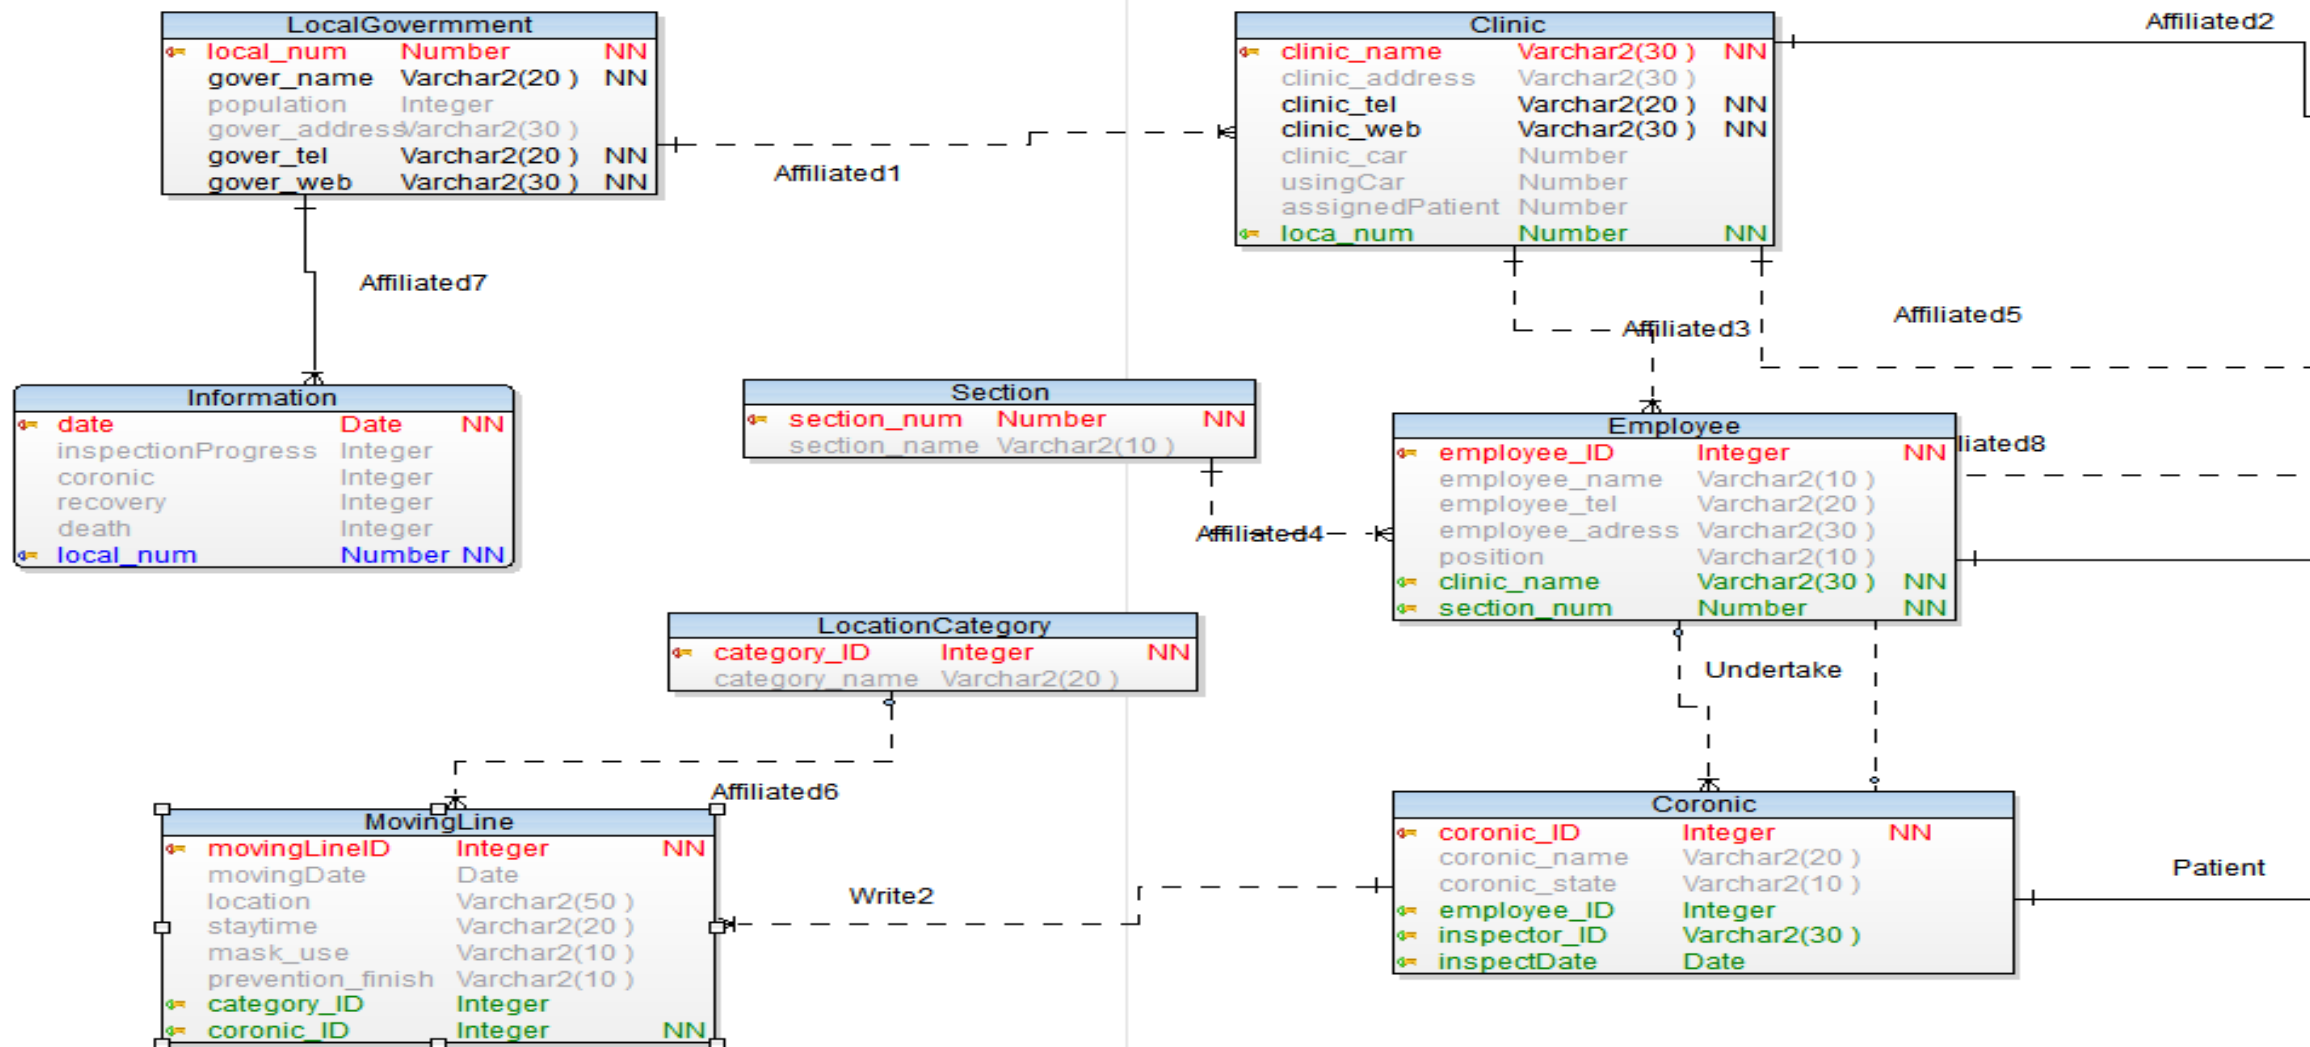 LocalGovermment
local_num Number NN
gover_name Varchar2(20 ) NN
population Integer
gover_address Varchar2(30 )
gover_tel Varchar2(20 ) NN
gover_web Varchar2(30 ) NN
Clinic
clinic_name Varchar2(30 ) NN
clinic_address Varchar2(30 )
clinic_tel Varchar2(20 ) NN
clinic_web Varchar2(30 ) NN
clinic_car Number
usingCar Number
assignedPatient Number
loca_num Number NN
Affiliated2
Affiliated1
Affiliated7
Affiliated3
Affiliated5
Information
date Date NN
inspectionProgress Integer
coronic Integer
recovery Integer
death Integer
local_num Number NN
Section
section_num Number NN
section_name Varchar2(10 )
Affiliated4
Employee
employee_ID Integer NN
employee_name Varchar2(10 )
employee_tel Varchar2(20 )
employee_adress Varchar2(30 )
position Varchar2(10 )
clinic_name Varchar2(30 ) NN
section_num Number NN
liated8
LocationCategory
category_ID Integer NN
category_name Varchar2(20 )
Undertake
Affiliated6
MovingLine
movingLineID Integer NN
movingDate Date
location Varchar2(50 )
staytime Varchar2(20 )
mask_use Varchar2(10 )
prevention_finish Varchar2(10 )
category_ID Integer
coronic_ID Integer NN
Write2
Coronic
coronic_ID Integer NN
coronic_name Varchar2(20 )
coronic_state Varchar2(10 )
employee_ID Integer
inspector_ID Varchar2(30 )
inspectDate Date
Patient